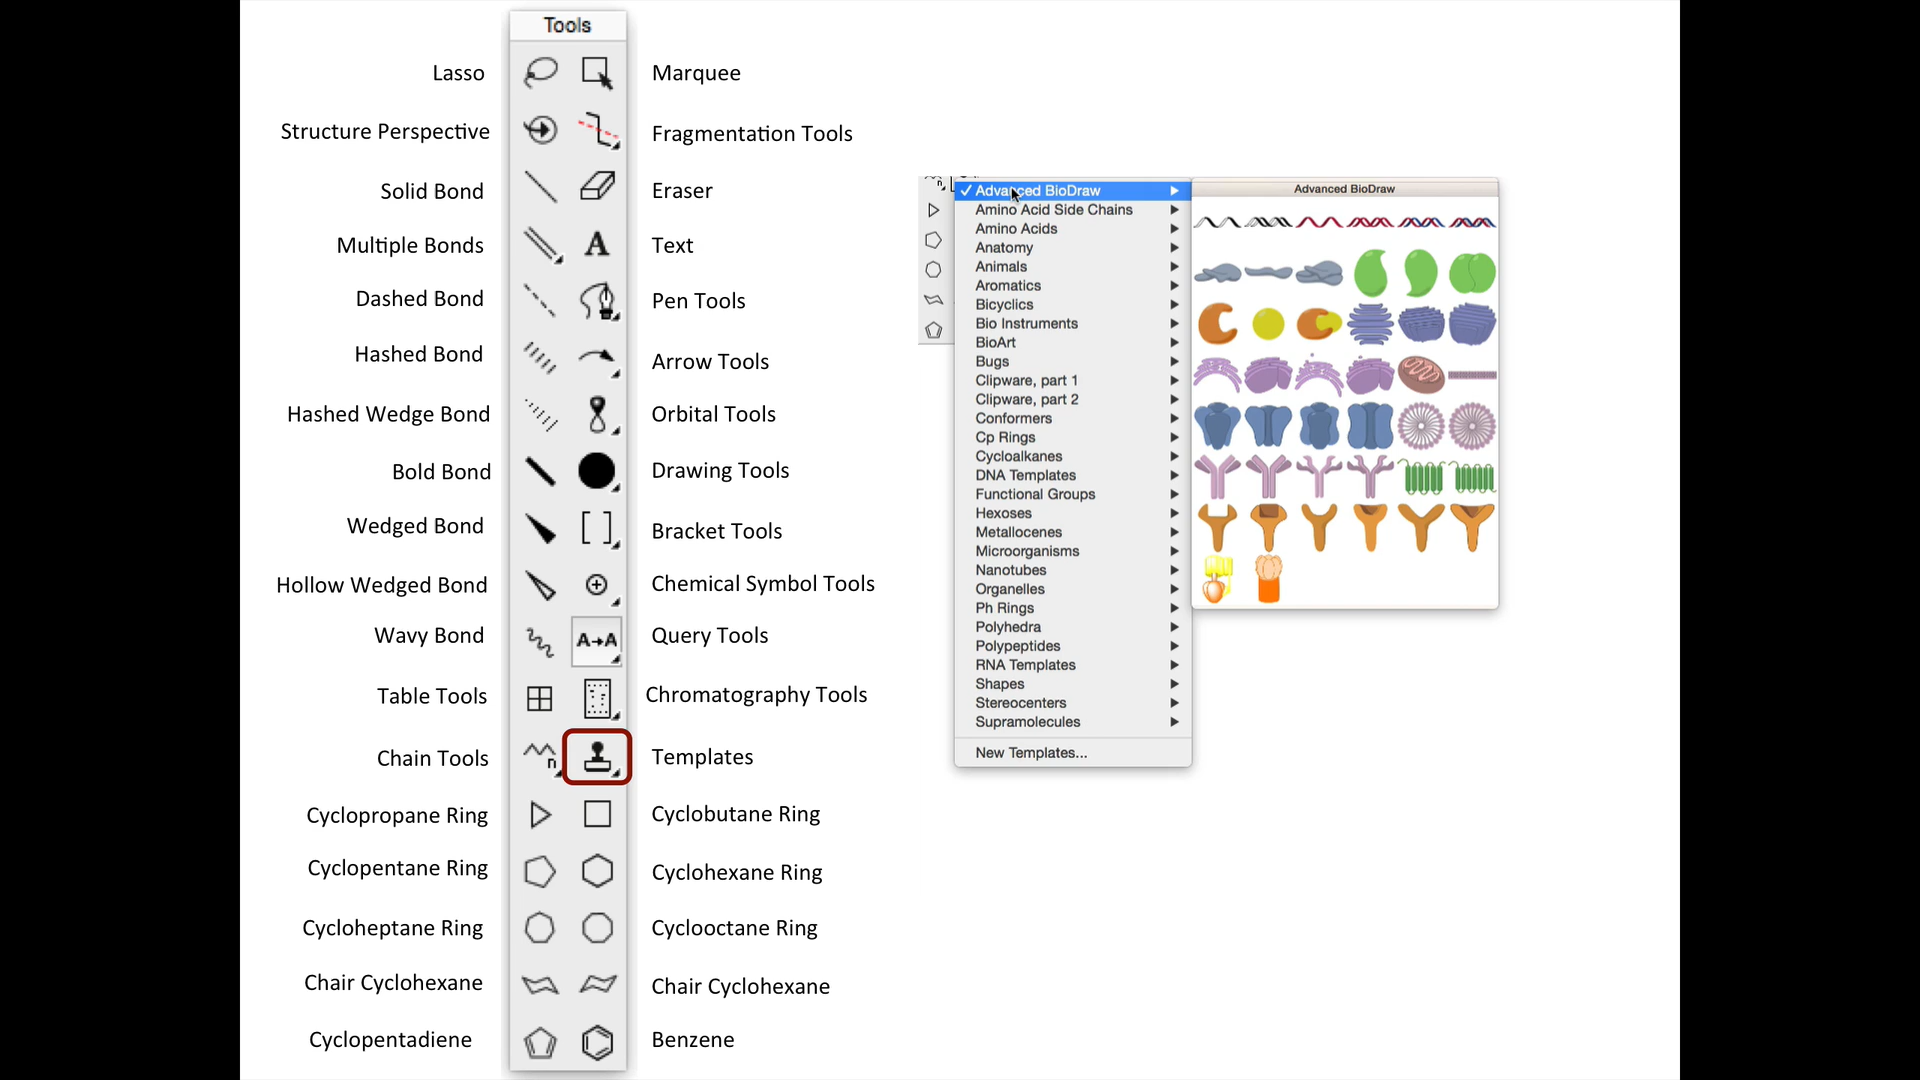 Tools
Lasso
Marquee
Structure Perspective
Fragmentation Tools
Solid Bond
Eraser
Multiple Bonds
A
Text
Dashed Bond
Pen Tools
Hashed Bond
Arrow Tools
Hashed Wedge Bond
Orbital Tools
Bold Bond
Drawing Tools
Wedged Bond
[ ]
Bracket Tools
Hollow Wedged Bond
Chemical Symbol Tools
Wavy Bond
A→A
Query Tools
Table Tools
Chromatography Tools
Chain Tools
n
Templates
Cyclopropane Ring
Cyclobutane Ring
Cyclopentane Ring
Cyclohexane Ring
Cycloheptane Ring
Cyclooctane Ring
Chair Cyclohexane
Chair Cyclohexane
Cyclopentadiene
Benzene
n
✓ Advanced BioDraw
Amino Acid Side Chains
Amino Acids
Anatomy
Animals
Aromatics
Bicyclics
Bio Instruments
BioArt
Bugs
Clipware, part 1
Clipware, part 2
Conformers
Cp Rings
Cycloalkanes
DNA Templates
Functional Groups
Hexoses
Metallocenes
Microorganisms
Nanotubes
Organelles
Ph Rings
Polyhedra
Polypeptides
RNA Templates
Shapes
Stereocenters
Supramolecules
New Templates...
Advanced BioDraw